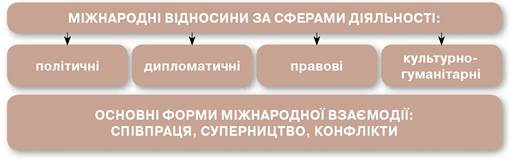 МІЖНАРОДНІ ВІДНОСИНИ ЗА СФЕРАМИ ДІЯЛЬНОСТІ:
політичні
дипломатичні
правові
культурно-
гуманітарні
ОСНОВНІ ФОРМИ МІЖНАРОДНОЇ ВЗАЄМОДІЇ:
СПІВПРАЦЯ, СУПЕРНИЦТВО, КОНФЛІКТИ